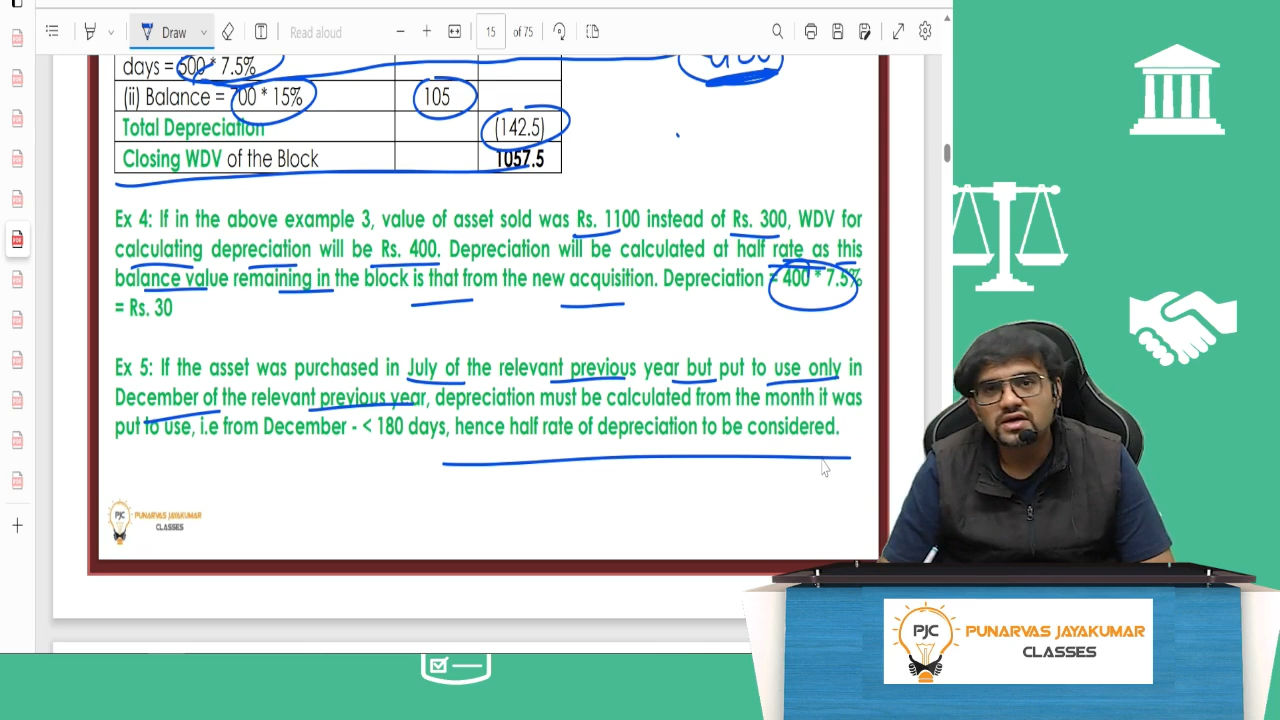 Draw
Read aloud
15 of 75
days = 500 * 7.5%
(ii) Balance = 700 * 15% 105
Total Depreciation (142.5)
Closing WDV of the Block 1057.5
Ex 4: If in the above example 3, value of asset sold was Rs. 1100 instead of Rs. 300, WDV for
calculating depreciation will be Rs. 400. Depreciation will be calculated at half rate as this
balance value remaining in the block is that from the new acquisition. Depreciation = 400 * 7.5%
= Rs. 30
Ex 5: If the asset was purchased in July of the relevant previous year but put to use only in
December of the relevant previous year, depreciation must be calculated from the month it was
put to use, i.e from December - < 180 days, hence half rate of depreciation to be considered.
PJC PUNARVAS JAYAKUMAR
CLASSES
PJC PUNARVAS JAYAKUMAR
CLASSES